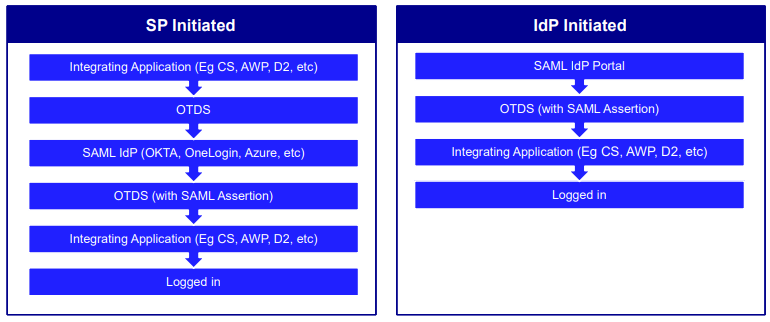 SP Initiated
Integrating Application (Eg CS, AWP, D2, etc)
OTDS
SAML IdP (OKTA, OneLogin, Azure, etc)
OTDS (with SAML Assertion)
Integrating Application (Eg CS, AWP, D2, etc)
Logged in
IdP Initiated
SAML IdP Portal
OTDS (with SAML Assertion)
Integrating Application (Eg CS, AWP, D2, etc)
Logged in